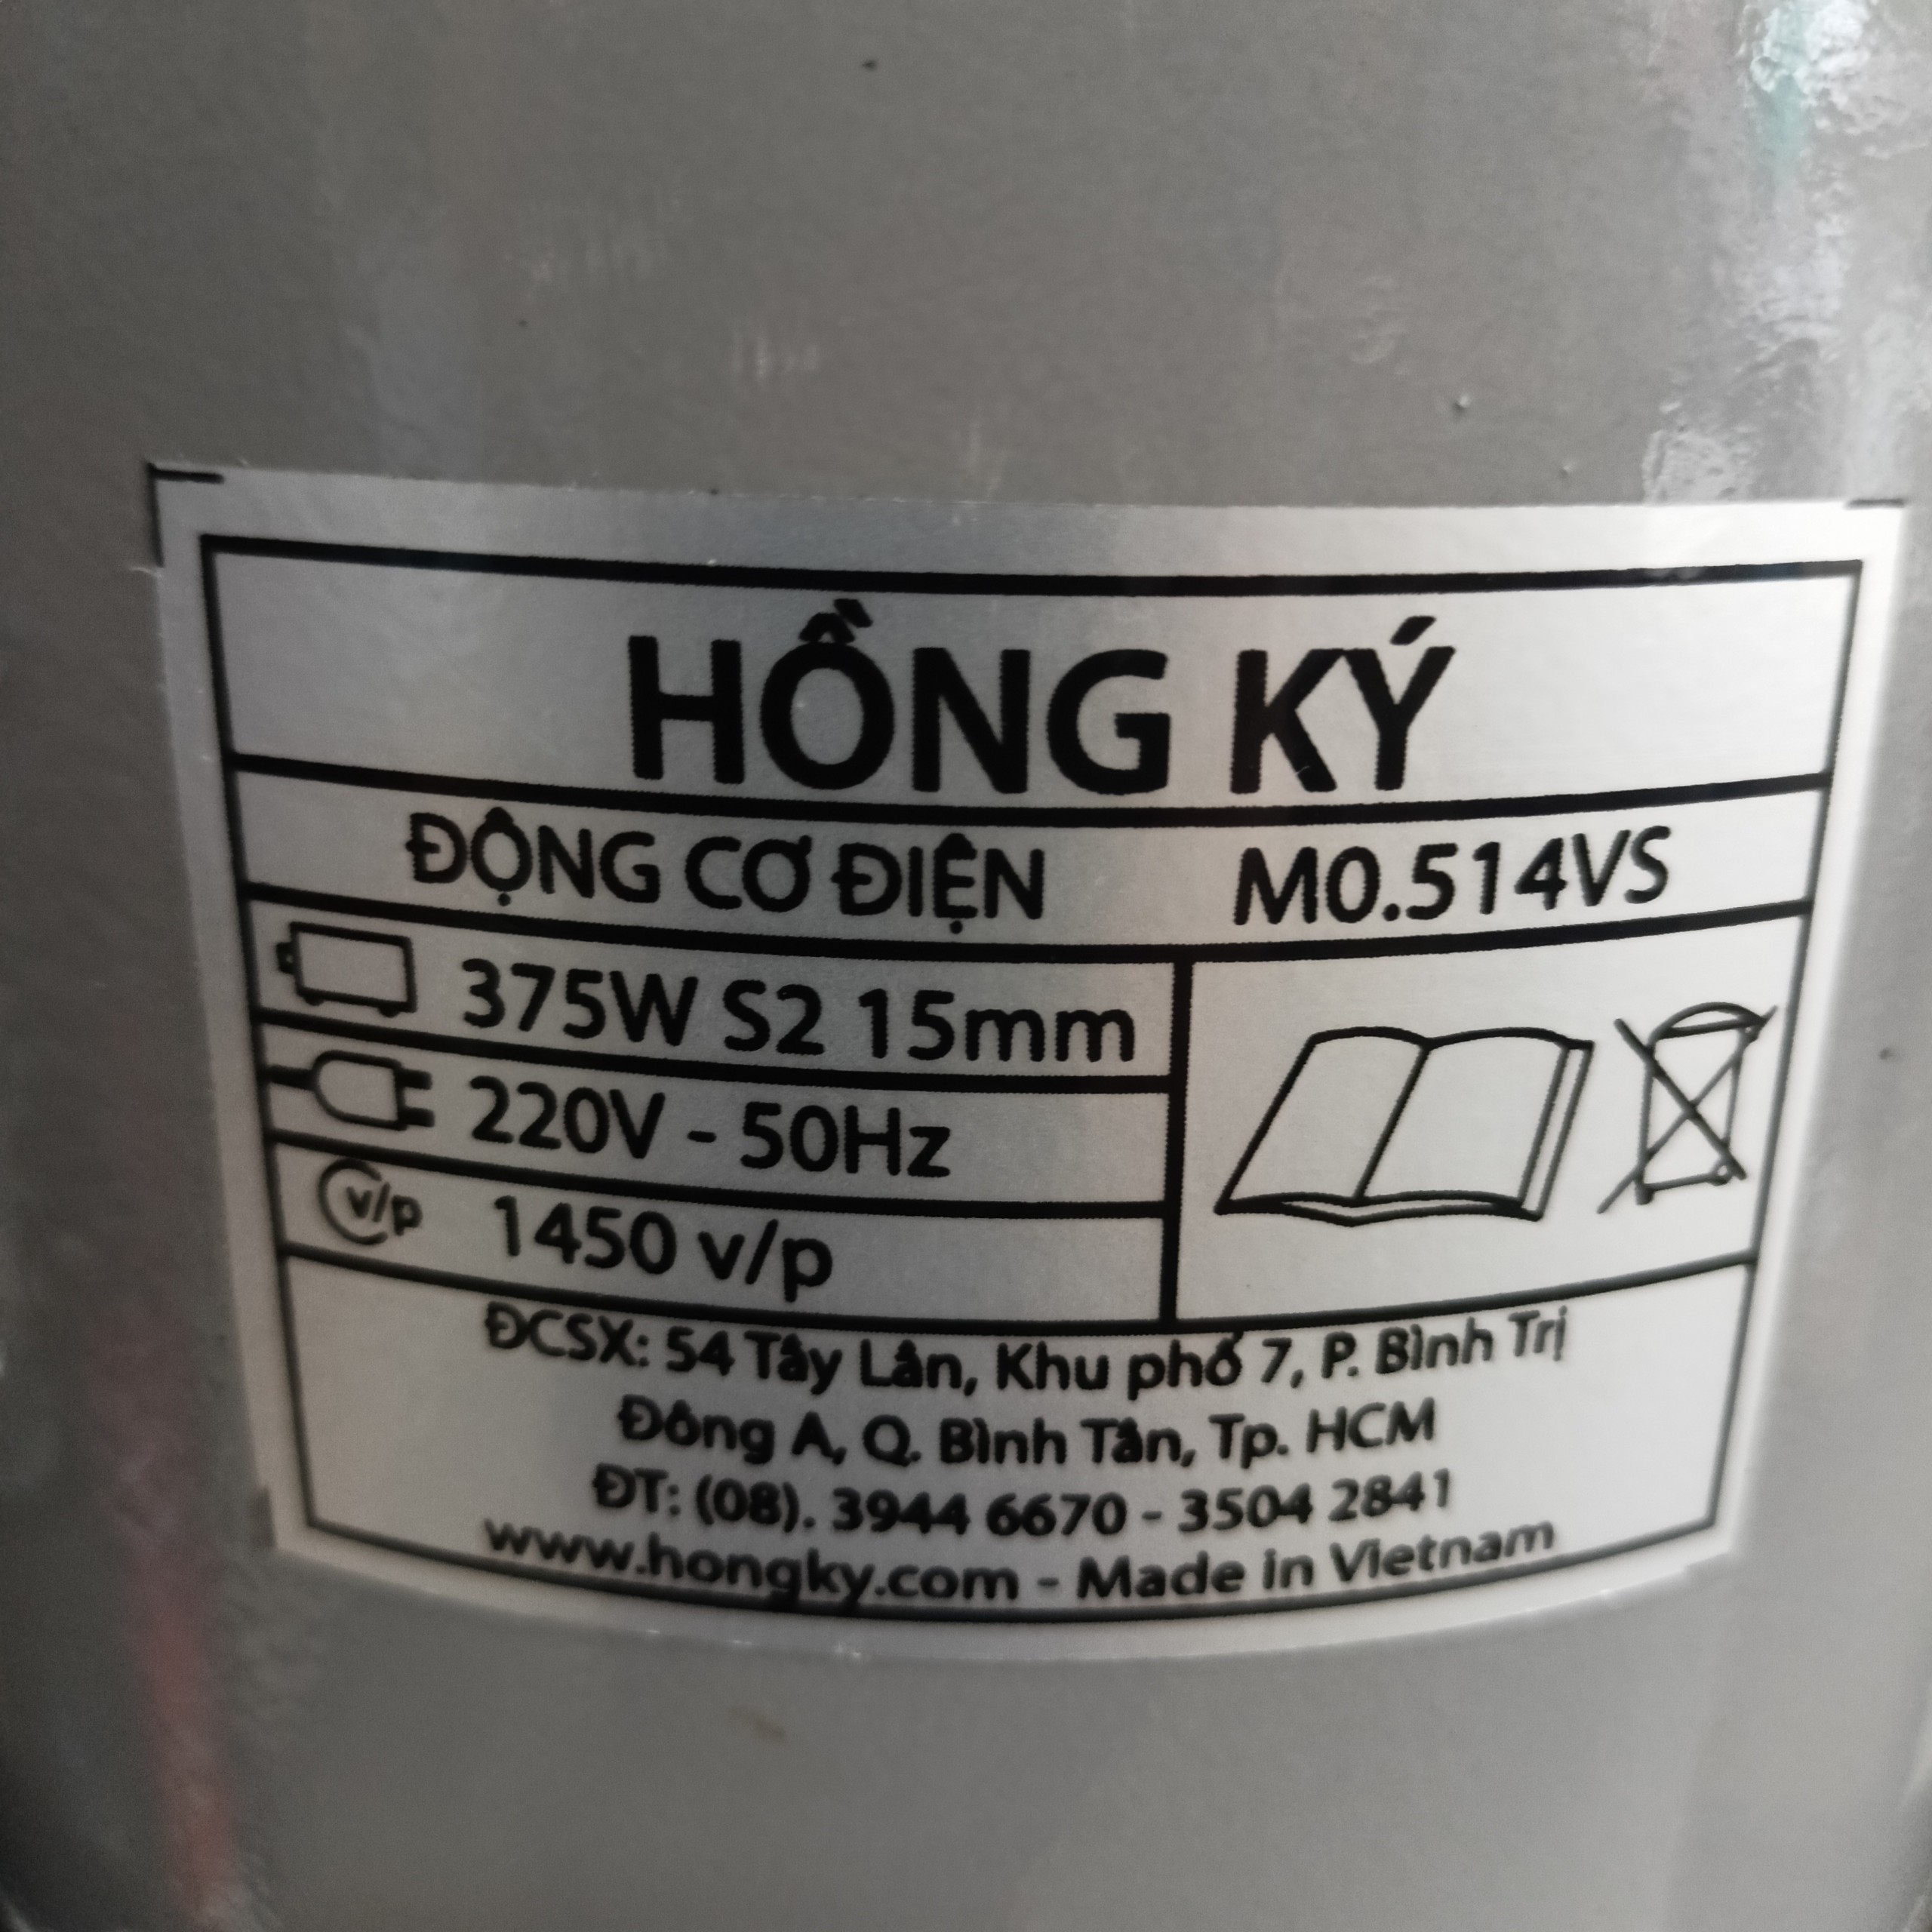 HỒNG KÝ
ĐỘNG CƠ ĐIỆN M0.514VS
375W S2 15mm
220V - 50Hz
v/p 1450 v/p
ĐCSX: 54 Tây Lân, Khu phố 7, P. Bình Trị
Đông A, Q. Bình Tân, Tp. HCM
ĐT: (08). 3944 6670 - 3504 2841
www.hongky.com - Made in Vietnam